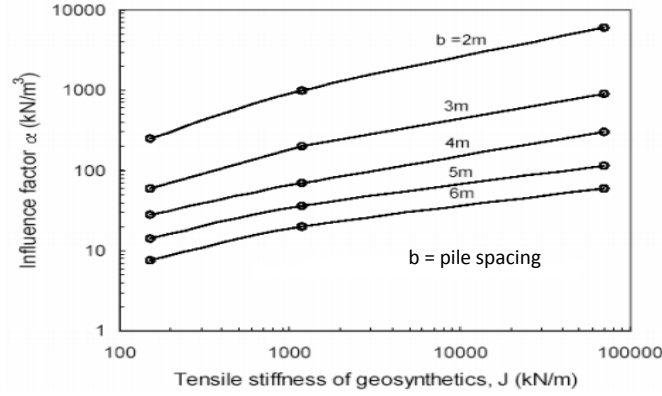 10000
b =2m
1000
3m
4m
100
5m
6m
10
b = pile spacing
1
100
1000
10000
100000
Influence factor α (kN/m³)
Tensile stiffness of geosynthetics, J (kN/m)